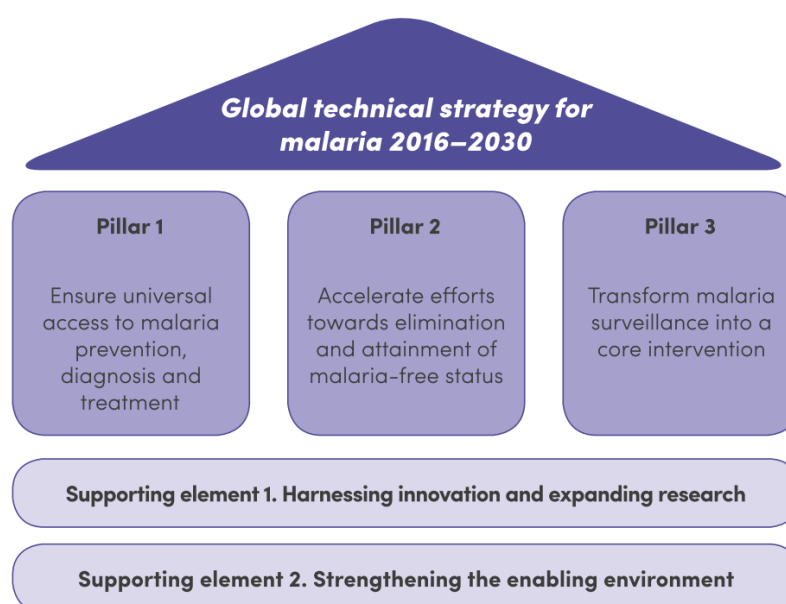 Global technical strategy for
malaria 2016–2030
Pillar 1
Ensure universal
access to malaria
prevention,
diagnosis and
treatment
Pillar 2
Accelerate efforts
towards elimination
and attainment of
malaria-free status
Pillar 3
Transform malaria
surveillance into a
core intervention
Supporting element 1. Harnessing innovation and expanding research
Supporting element 2. Strengthening the enabling environment